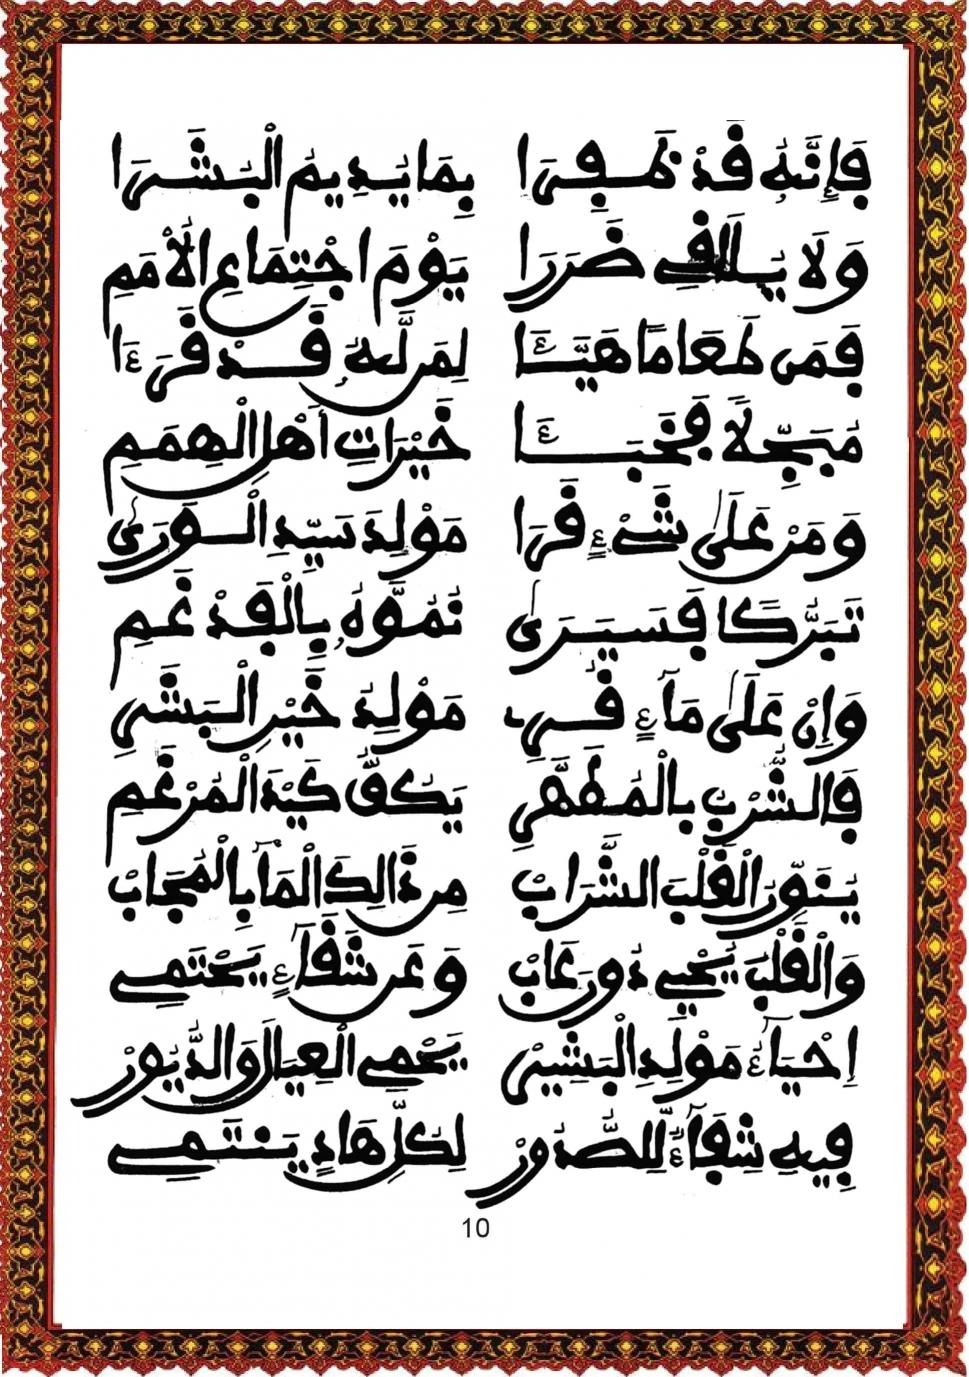 فَإِنَّهُ قَدْ ظَفِرَا بِمَا يُدِيمُ الْبَشَرَا
وَلَا يُلَاقِي ضَرَرَا يَوْمَ اجْتِمَاعِ الْأُمَمِ
فَمَنْ طَعَامًا هَيَّئَا لِمَنْ لَهُ قَدْ قَرَءَا
مُبَجِّلًا فَخَبَّئَا خَيْرَاتِ أَهْلِ الْهِمَمِ
وَمَنْ عَلَى شَيْءٍ قَرَا مَوْلِدَ سَيِّدِ الْوَرَى
تَبَرُّكًا فَسَيَرَى نُمُوَّهُ بِالْقَدْ غُمِ
وَإِنْ عَلَى مَاءٍ قُرِي مَوْلِدُ خَيْرِ الْبَشَرِ
فَالشُّرْبُ بِالْمُطَهَّرِ يَكُفُّ كَيْدَ الْمُرْغِمِ
يُنَوِّرُ الْقَلْبَ الشَّرَابْ مِنْ ذَالِكَ الْمَا بِالْمُجَابْ
وَالْقَلْبَ يُحْيِي دُونَ عَابْ وَعَنْ شَقَاءٍ يَحْتَمِي
إِحْيَاءُ مَوْلِدِ الْبَشِيرْ يَحْمِي الْعِيَالَ وَالدُّيُورْ
فِيهِ شِفَاءٌ لِلصُّدُورْ لِكُلِّ هَادٍ يَنْتَمِي
10